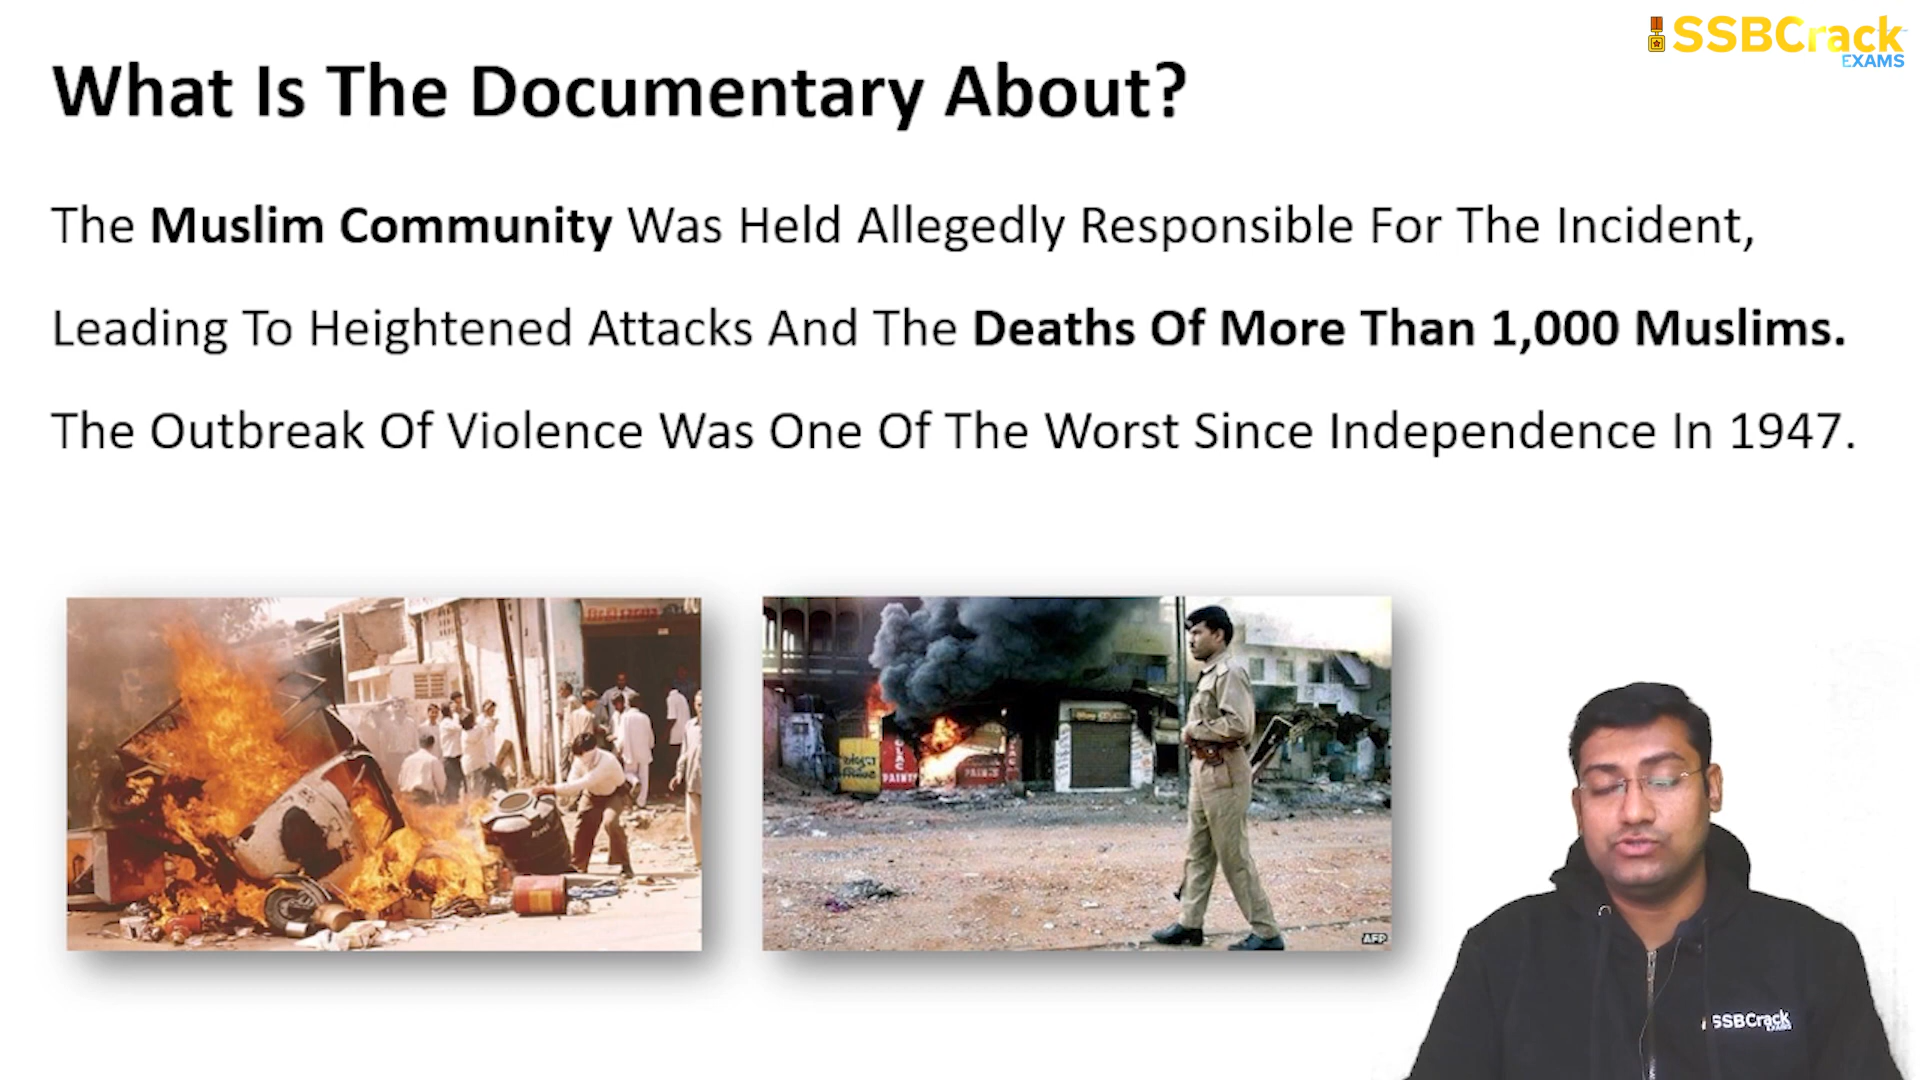 SSBCrack
EXAMS
What Is The Documentary About?
The Muslim Community Was Held Allegedly Responsible For The Incident,
Leading To Heightened Attacks And The Deaths Of More Than 1,000 Muslims.
The Outbreak Of Violence Was One Of The Worst Since Independence In 1947.
PAINTS
AFP
SSBCrack
EXAMS